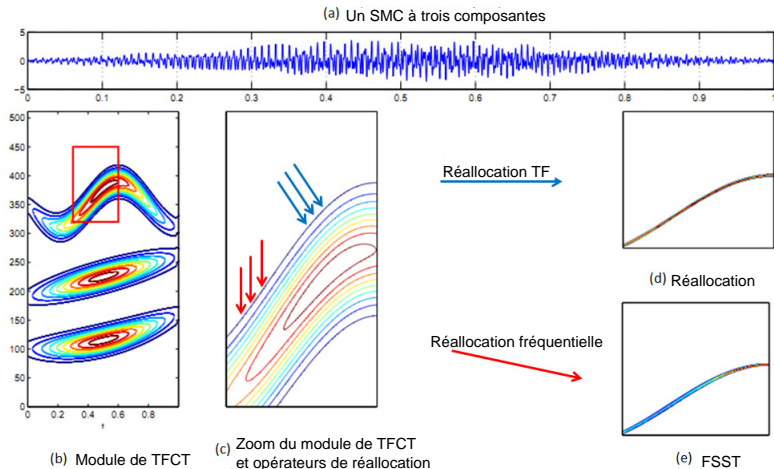 (a) Un SMC à trois composantes
5
0
−5
0 0.1 0.2 0.3 0.4 0.5 0.6 0.7 0.8 0.9 1
500
450
400
350
300
250
200
150
100
50
0
0 0.2 0.4 0.6 0.8
Réallocation TF
(d) Réallocation
Réallocation fréquentielle
(b) Module de TFCT
(c) Zoom du module de TFCT
et opérateurs de réallocation
(e) FSST